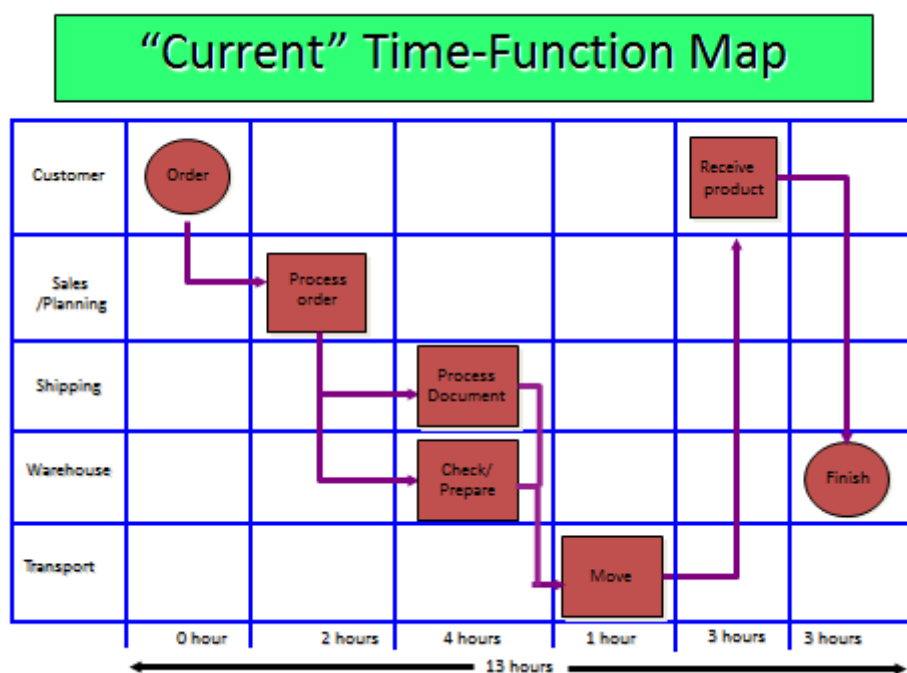 “Current” Time-Function Map
Customer
Order
Receive
product
Sales
/Planning
Process
order
Shipping
Process
Document
Warehouse
Check/
Prepare
Finish
Transport
Move
0 hour
2 hours
4 hours
1 hour
3 hours
3 hours
13 hours